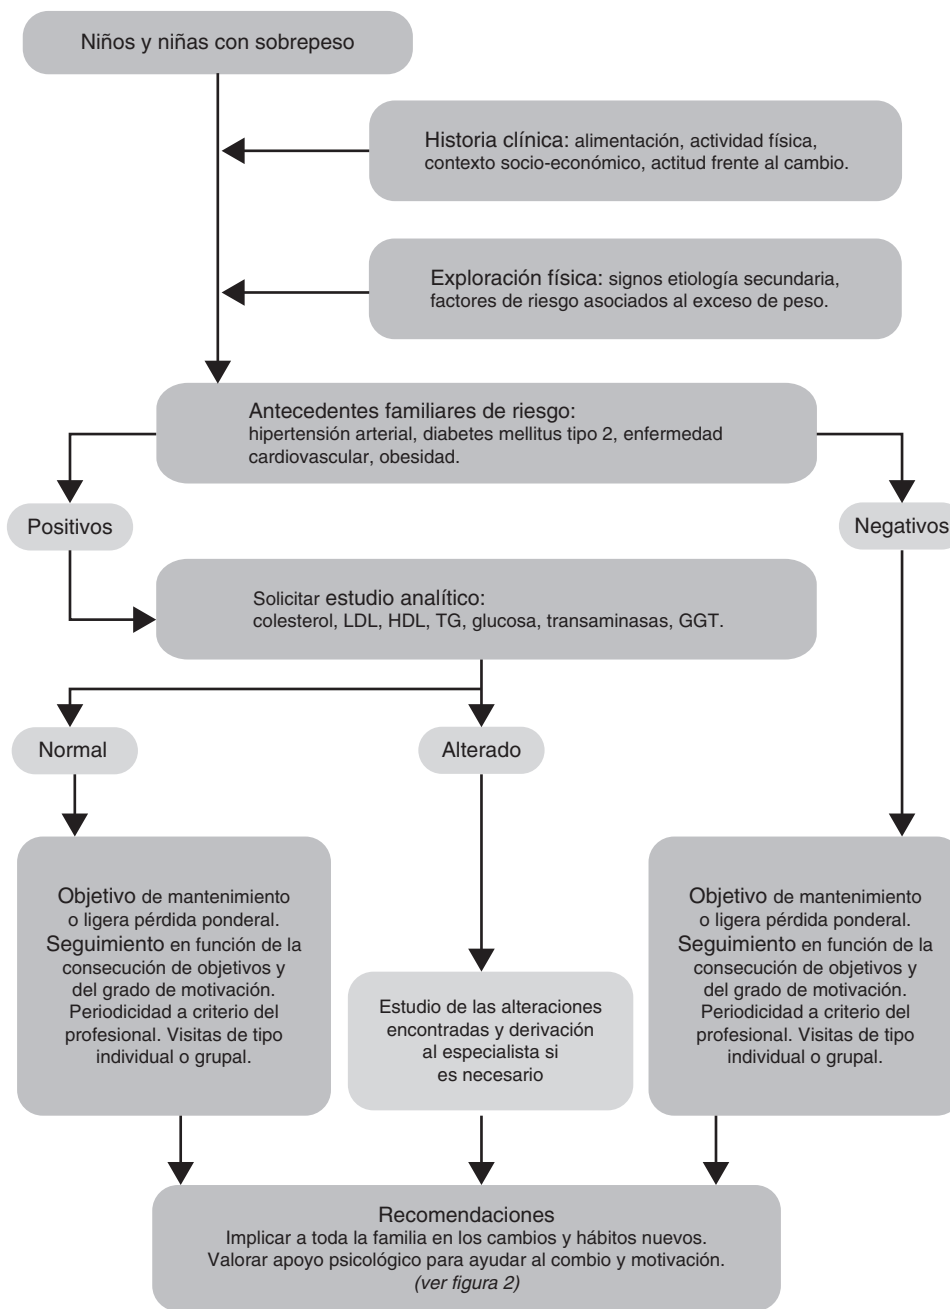 Niños y niñas con sobrepeso
Historia clínica: alimentación, actividad física,
contexto socio-económico, actitud frente al cambio.
Exploración física: signos etiología secundaria,
factores de riesgo asociados al exceso de peso.
Antecedentes familiares de riesgo:
hipertensión arterial, diabetes mellitus tipo 2, enfermedad
cardiovascular, obesidad.
Positivos
Negativos
Solicitar estudio analítico:
colesterol, LDL, HDL, TG, glucosa, transaminasas, GGT.
Normal
Alterado
Objetivo de mantenimiento
o ligera pérdida ponderal.
Seguimiento en función de la
consecución de objetivos y
del grado de motivación.
Periodicidad a criterio del
profesional. Visitas de tipo
individual o grupal.
Estudio de las alteraciones
encontradas y derivación
al especialista si
es necesario
Objetivo de mantenimiento
o ligera pérdida ponderal.
Seguimiento en función de la
consecución de objetivos y
del grado de motivación.
Periodicidad a criterio del
profesional. Visitas de tipo
individual o grupal.
Recomendaciones
Implicar a toda la familia en los cambios y hábitos nuevos.
Valorar apoyo psicológico para ayudar al combio y motivación.
(ver figura 2)